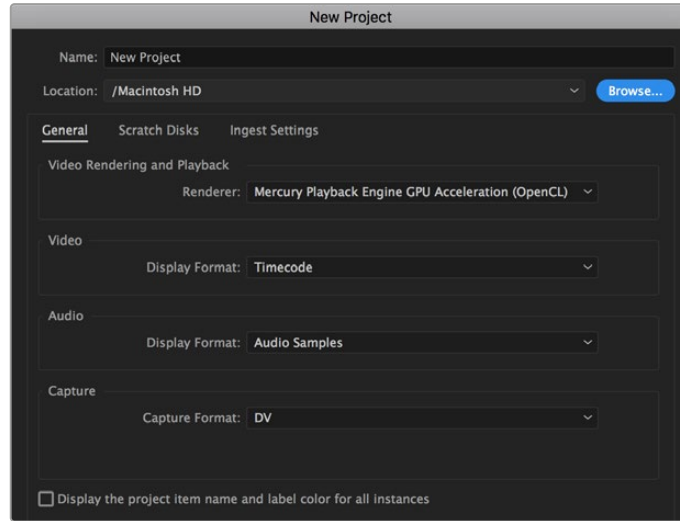 New Project
Name: New Project
Location: /Macintosh HD Browse...
General Scratch Disks Ingest Settings
Video Rendering and Playback
Renderer: Mercury Playback Engine GPU Acceleration (OpenCL)
Video
Display Format: Timecode
Audio
Display Format: Audio Samples
Capture
Capture Format: DV
Display the project item name and label color for all instances